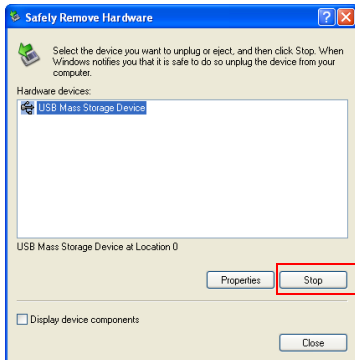 Safely Remove Hardware
Select the device you want to unplug or eject, and then click Stop. When
Windows notifies you that it is safe to do so unplug the device from your
computer.
Hardware devices:
USB Mass Storage Device
USB Mass Storage Device at Location 0
Properties
Stop
Display device components
Close